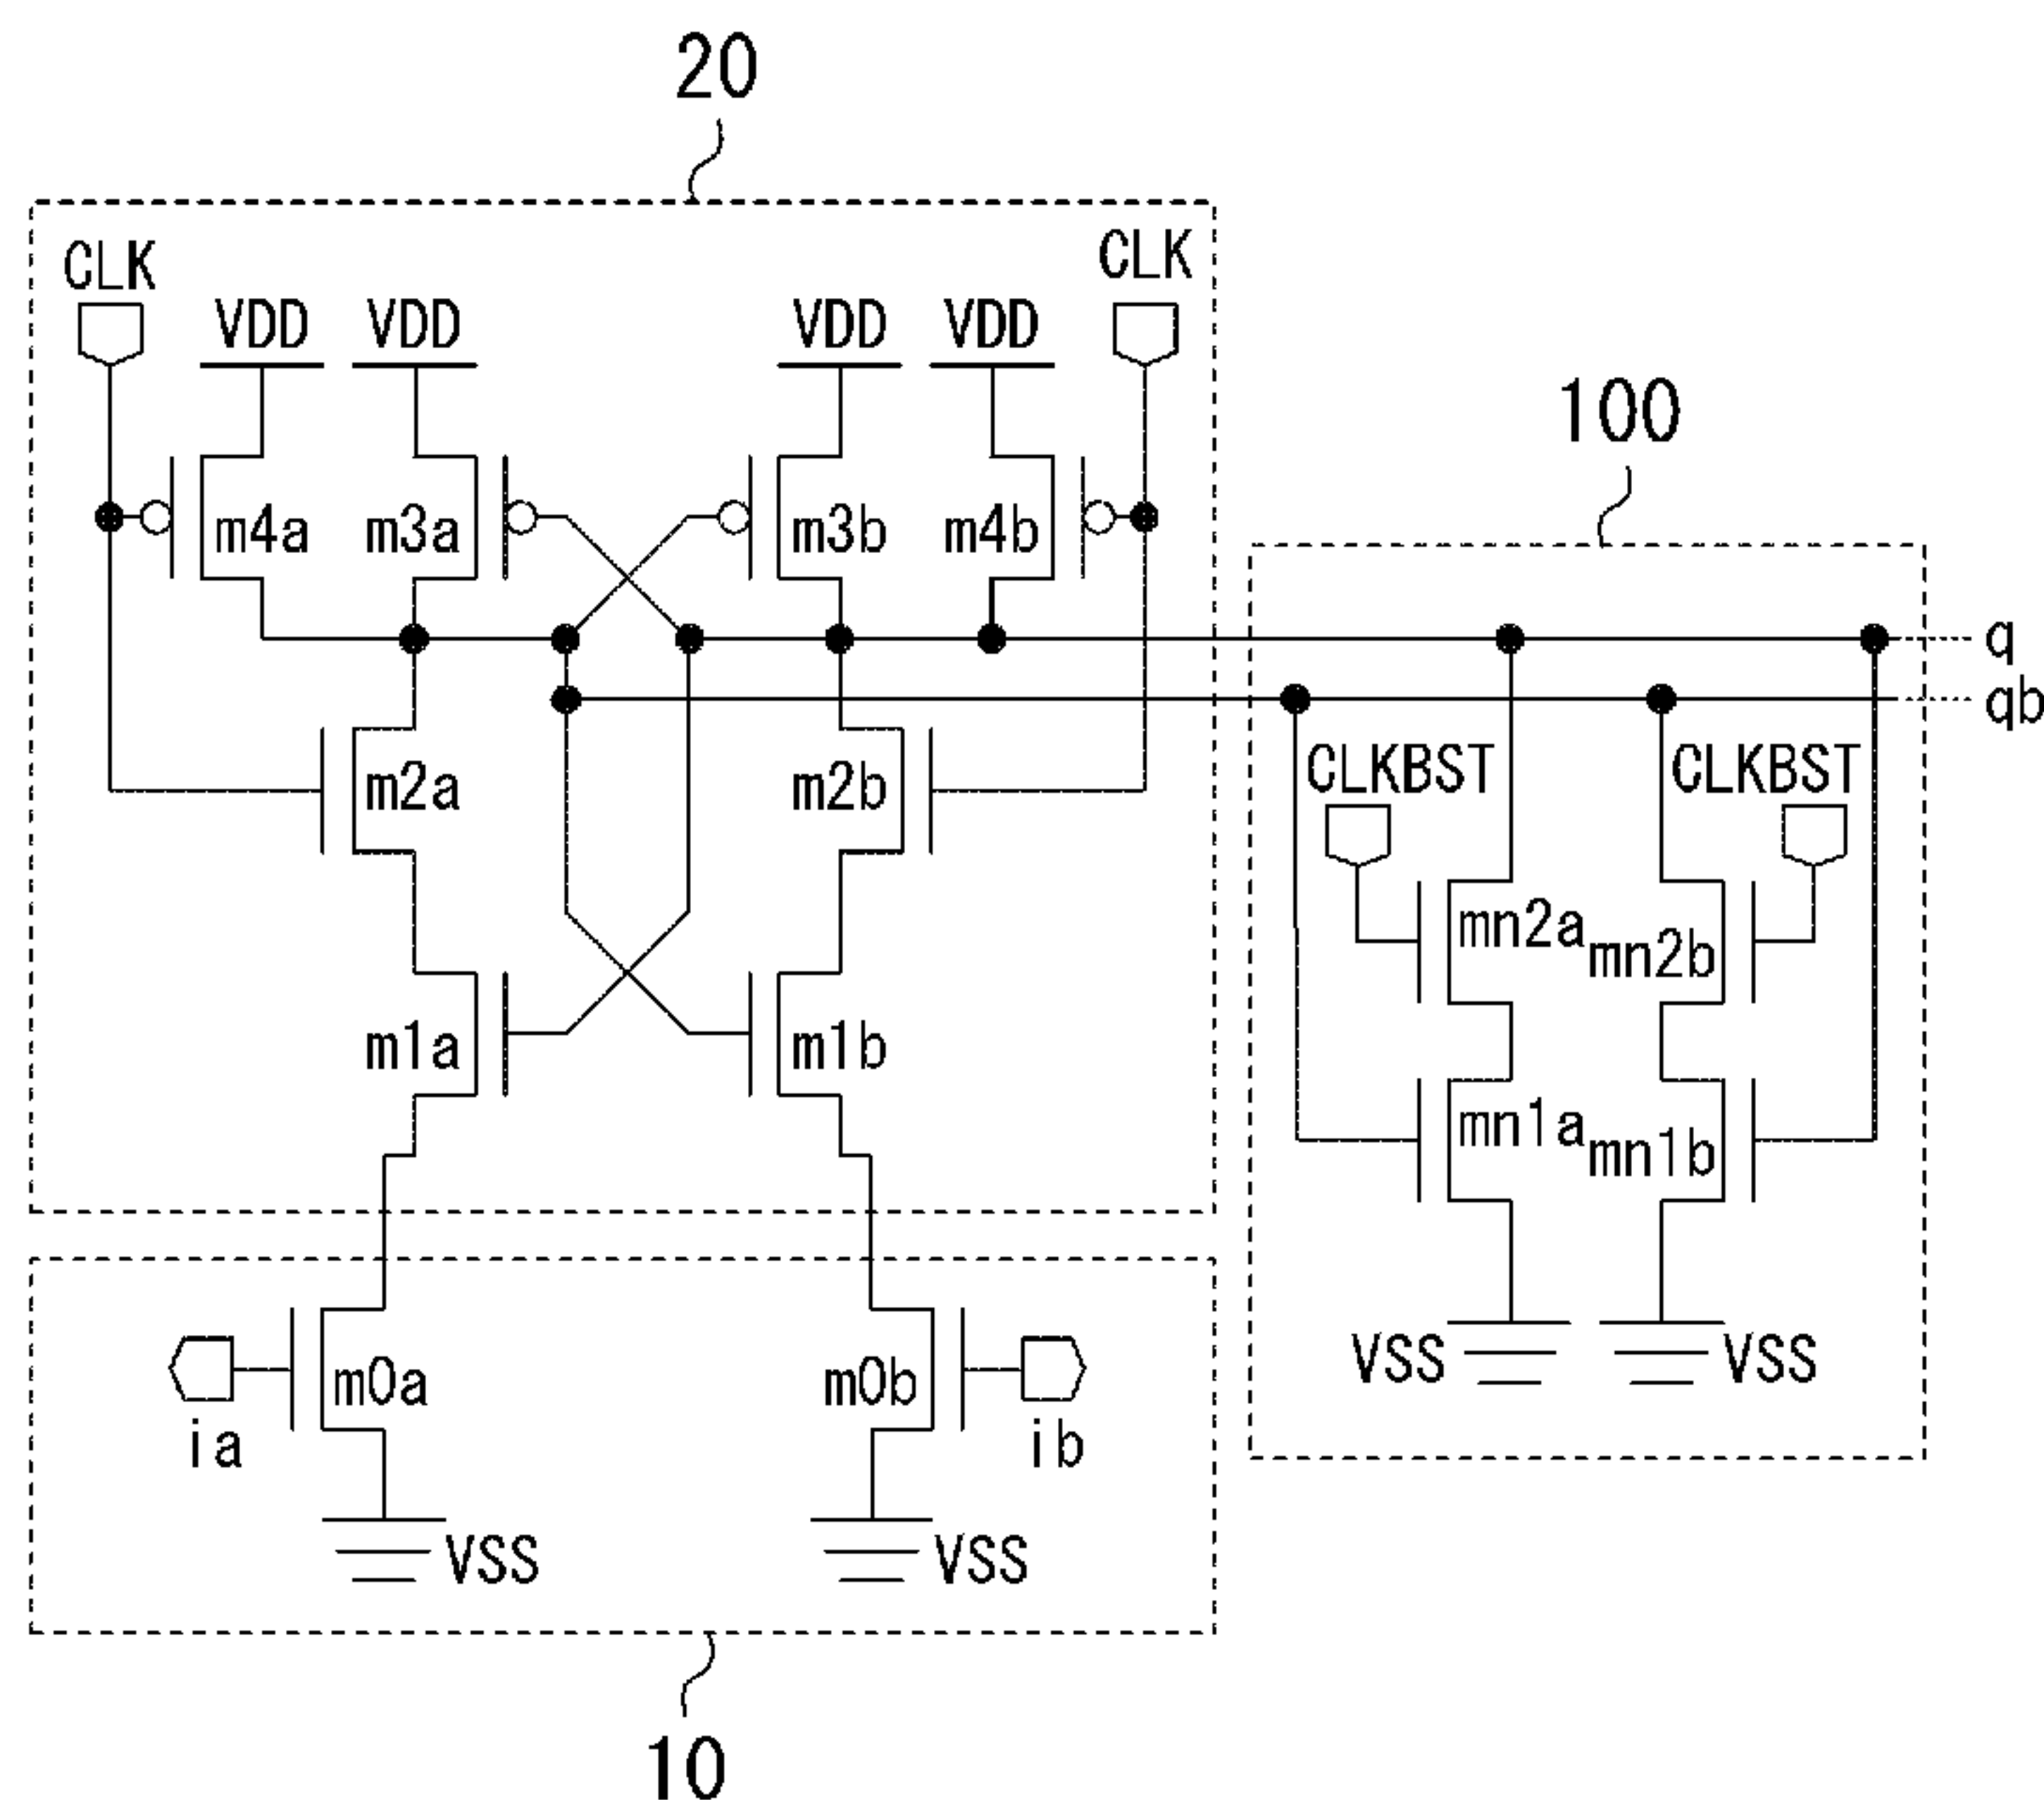 20
CLK
CLK
VDD
VDD
VDD
VDD
100
m4a
m3a
m3b
m4b
q
qb
CLKBST
CLKBST
m2a
m2b
mn2a
mn2b
m1a
m1b
mn1a
mn1b
VSS
VSS
m0a
m0b
ia
ib
VSS
VSS
10